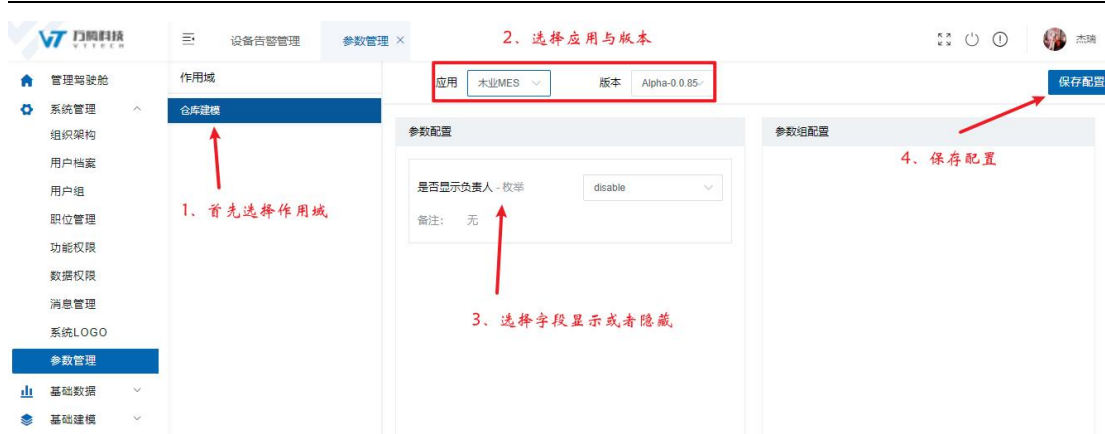 万腾科技
VTTECH
设备告警管理
参数管理 ×
2、选择应用与版本
杰瑞
管理驾驶舱
系统管理
组织架构
用户档案
用户组
职位管理
功能权限
数据权限
消息管理
系统LOGO
参数管理
基础数据
基础建模
作用域
仓库建模
1、首先选择作用域
应用 木业MES
版本 Alpha-0.0.85
保存配置
参数配置
是否显示负责人 - 枚举
disable
备注： 无
3、选择字段显示或者隐藏
参数组配置
4、保存配置